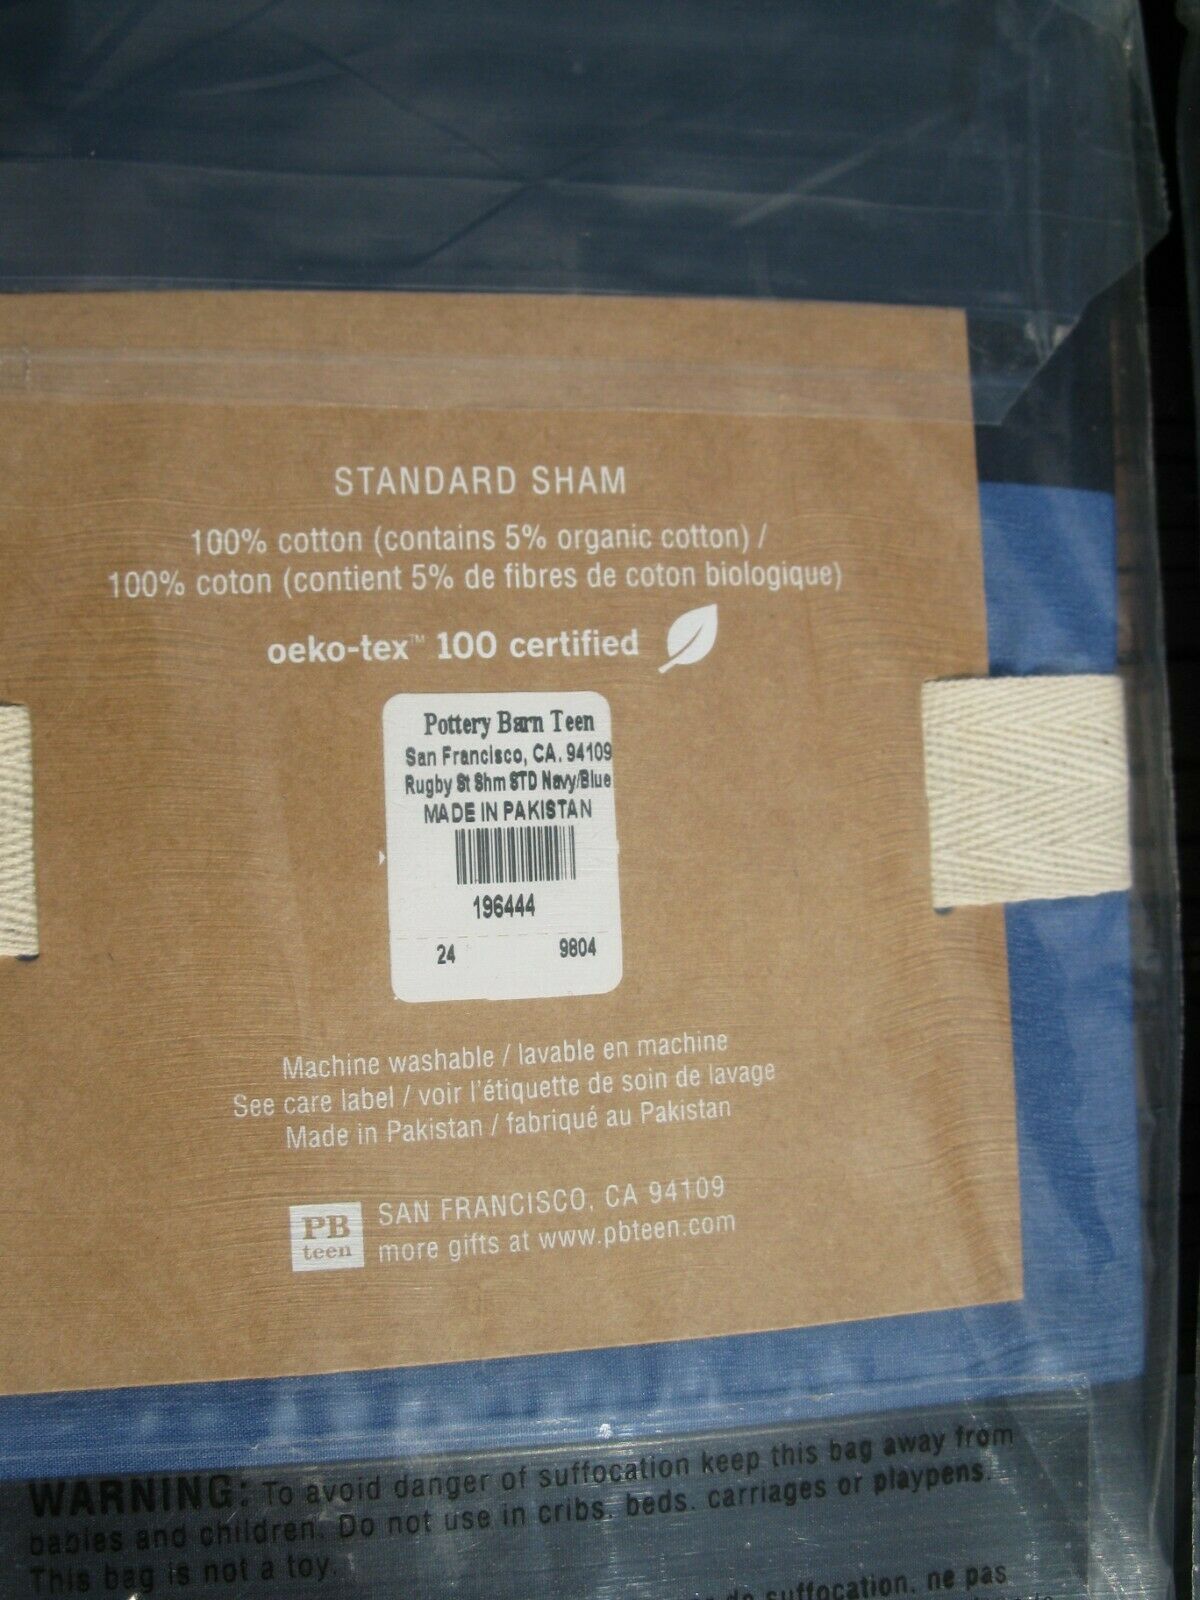 STANDARD SHAM
100% cotton (contains 5% organic cotton) /
100% coton (contient 5% de fibres de coton biologique)
oeko-tex™ 100 certified
Pottery Barn Teen
San Francisco, CA. 94109
Rugby St Shm STD Navy/Blue
MADE IN PAKISTAN
196444
24 9804
Machine washable / lavable en machine
See care label / voir l'étiquette de soin de lavage
Made in Pakistan / fabriqué au Pakistan
PB
teen
SAN FRANCISCO, CA 94109
more gifts at www.pbteen.com
WARNING: To avoid danger of suffocation keep this bag away from
babies and children. Do not use in cribs, beds, carriages or playpens.
This bag is not a toy.
de suffocation, ne pas